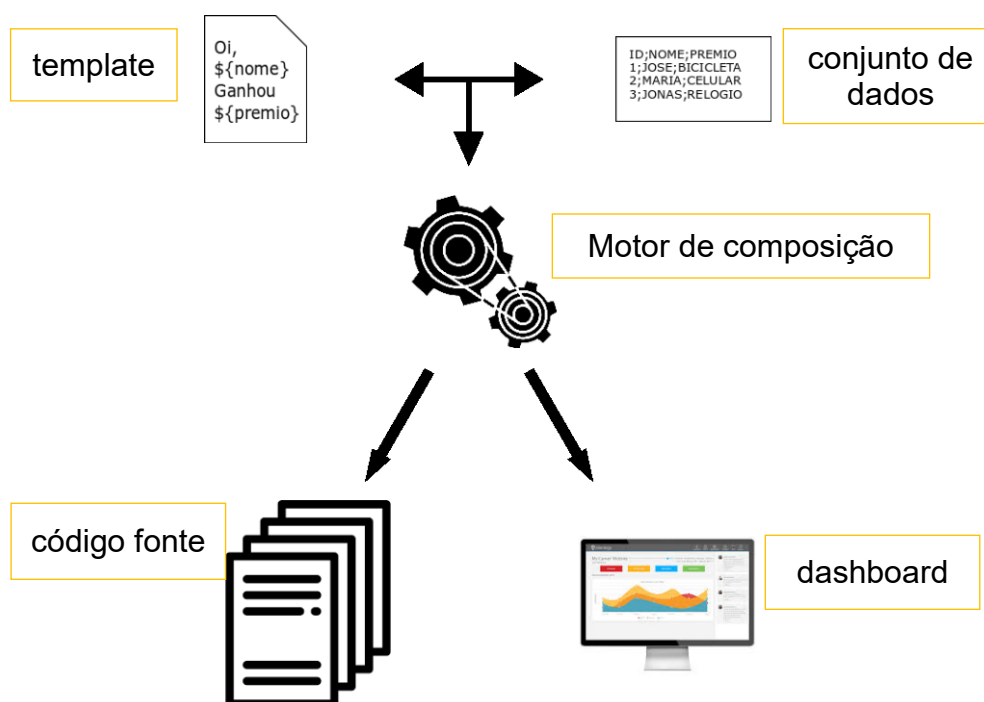 template
Oi,
${nome}
Ganhou
${premio}
ID;NOME;PREMIO
1;JOSE;BICICLETA
2;MARIA;CELULAR
3;JONAS;RELOGIO
conjunto de
dados
Motor de composição
código fonte
dashboard